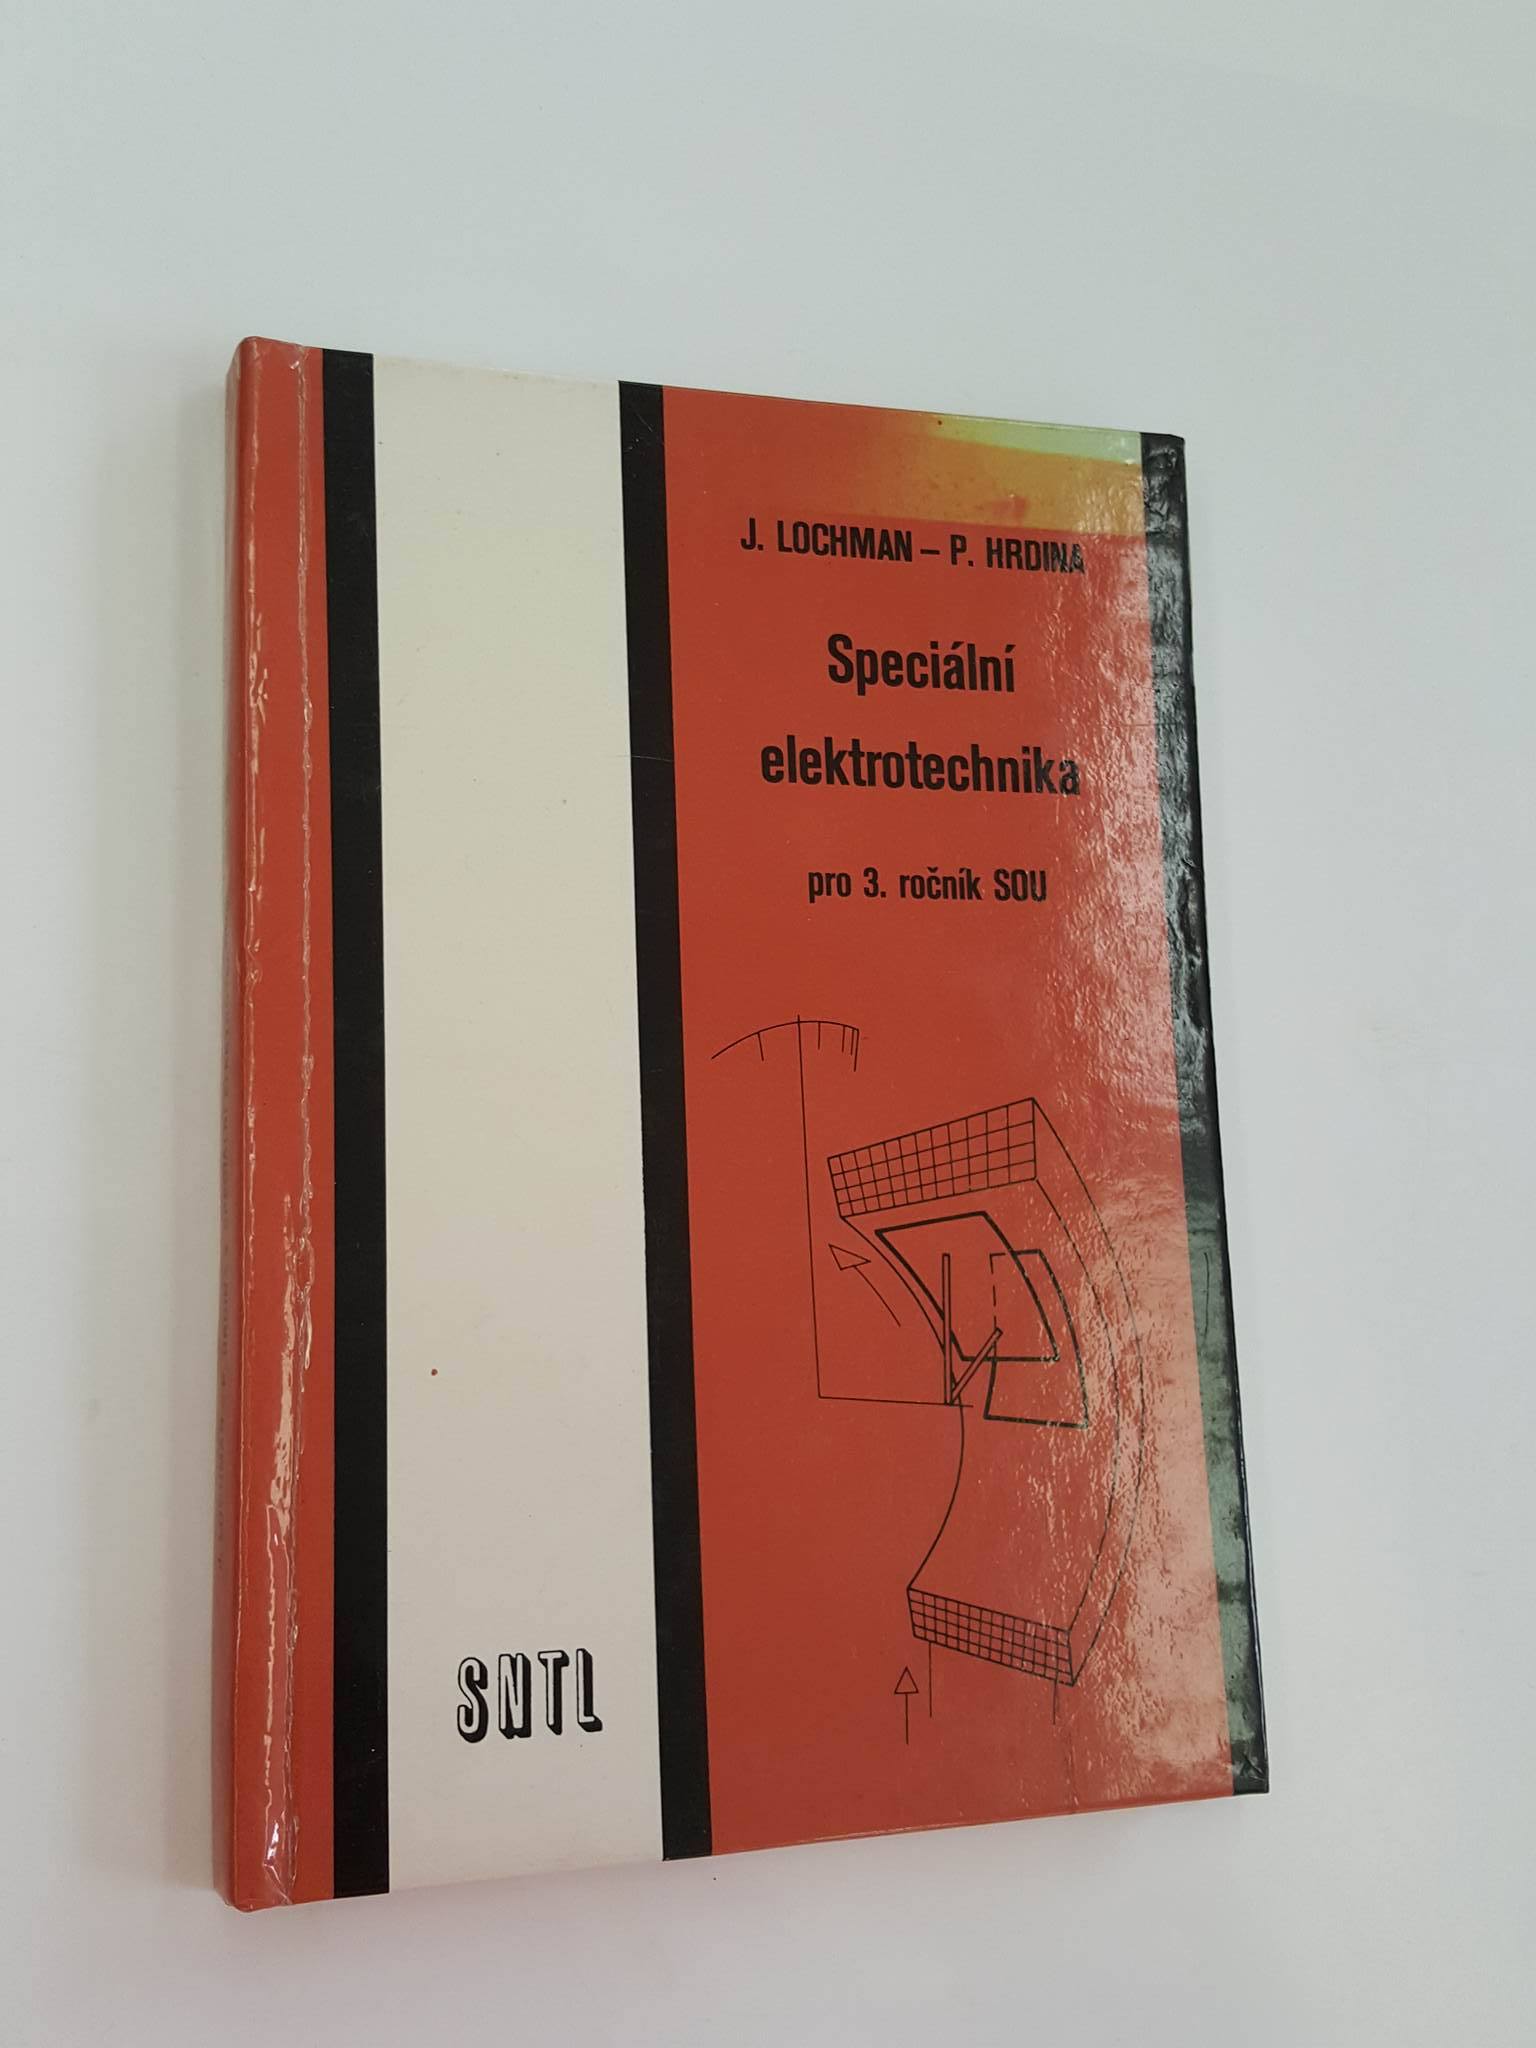 J. LOCHMAN – P. HRDINA
Speciální
elektrotechnika
pro 3. ročník SOU
SNTL